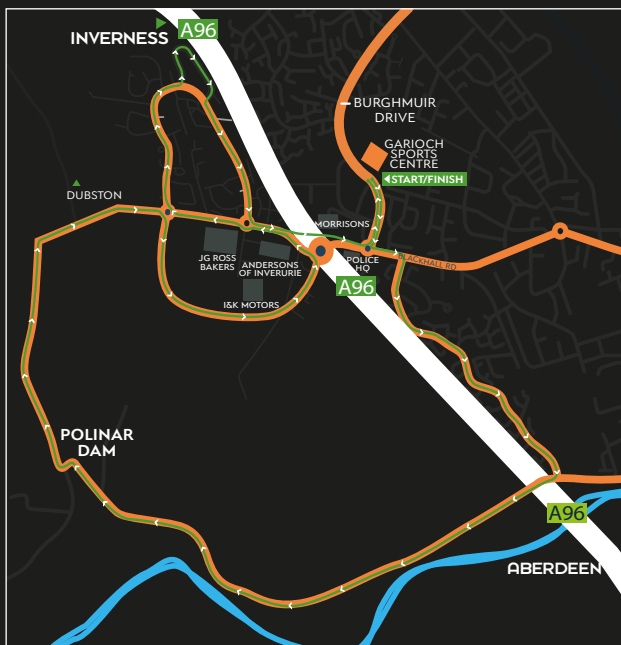 A96
INVERNESS
BURGHMUIR
DRIVE
GARIOCH
SPORTS
CENTRE
START/FINISH
DUBSTON
MORRISONS
JG ROSS
BAKERS
ANDERSONS
OF INVERURIE
POLICE
HQ
BLACKHALL RD
A96
I&K MOTORS
POLINAR
DAM
A96
ABERDEEN